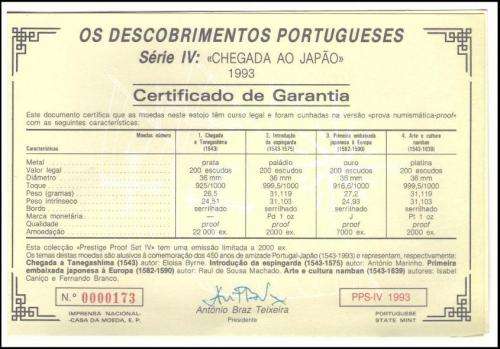 OS DESCOBRIMENTOS PORTUGUESES
Série IV: «CHEGADA AO JAPÃO»
1993
Certificado de Garantia
Este documento certifica que as moedas neste estojo têm curso legal e foram cunhadas na versão «prova numismática-proof»
com as seguintes características:
Moedas número 1. Chegada a Tanegashima (1543) 2. Introdução da espingarda (1543-1575) 3. Primeira embaixada japonesa à Europa (1582-1590) 4. Arte e cultura namban (1543-1639)
Características
Metal prata paládio ouro platina
Valor legal 200 escudos 200 escudos 200 escudos 200 escudos
Diâmetro 36 mm 36 mm 36 mm 36 mm
Toque 925/1000 999,5/1000 916,6/1000 999,5/1000
Peso (gramas) 26,5 31,119 27,2 31,119
Peso intrínseco 24,51 31,103 24,93 31,103
Bordo serrilhado serrilhado serrilhado serrilhado
Marca monetária — Pd 1 oz J Pt 1 oz
Qualidade proof proof proof proof
Amoedação 22 000 ex. 2000 ex. 7000 ex. 2000 ex.
Esta colecção «Prestige Proof Set IV» tem uma emissão limitada a 2000 ex.
Os temas destas moedas são alusivos à comemoração dos 450 anos de amizade Portugal-Japão (1543-1993) e representam, respectivamente:
Chegada a Tanegashima (1543) autor: Eloísa Byrne. Introdução da espingarda (1543-1575) autor: António Marinho. Primeira
embaixada japonesa à Europa (1582-1590) autor: Raul de Sousa Machado. Arte e cultura namban (1543-1639) autores: Isabel
Caniço e Fernando Branco.
N.º 0000173
António Braz Teixeira
Presidente
PPS-IV 1993
IMPRENSA NACIONAL-
-CASA DA MOEDA, E. P.
PORTUGUESE
STATE MINT